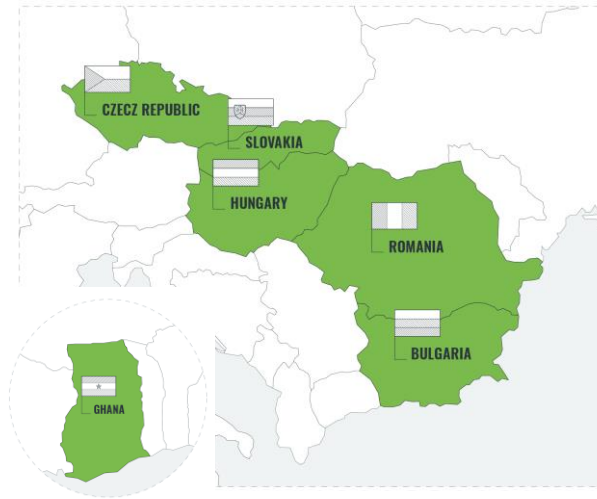 CZECZ REPUBLIC
SLOVAKIA
HUNGARY
ROMANIA
BULGARIA
GHANA